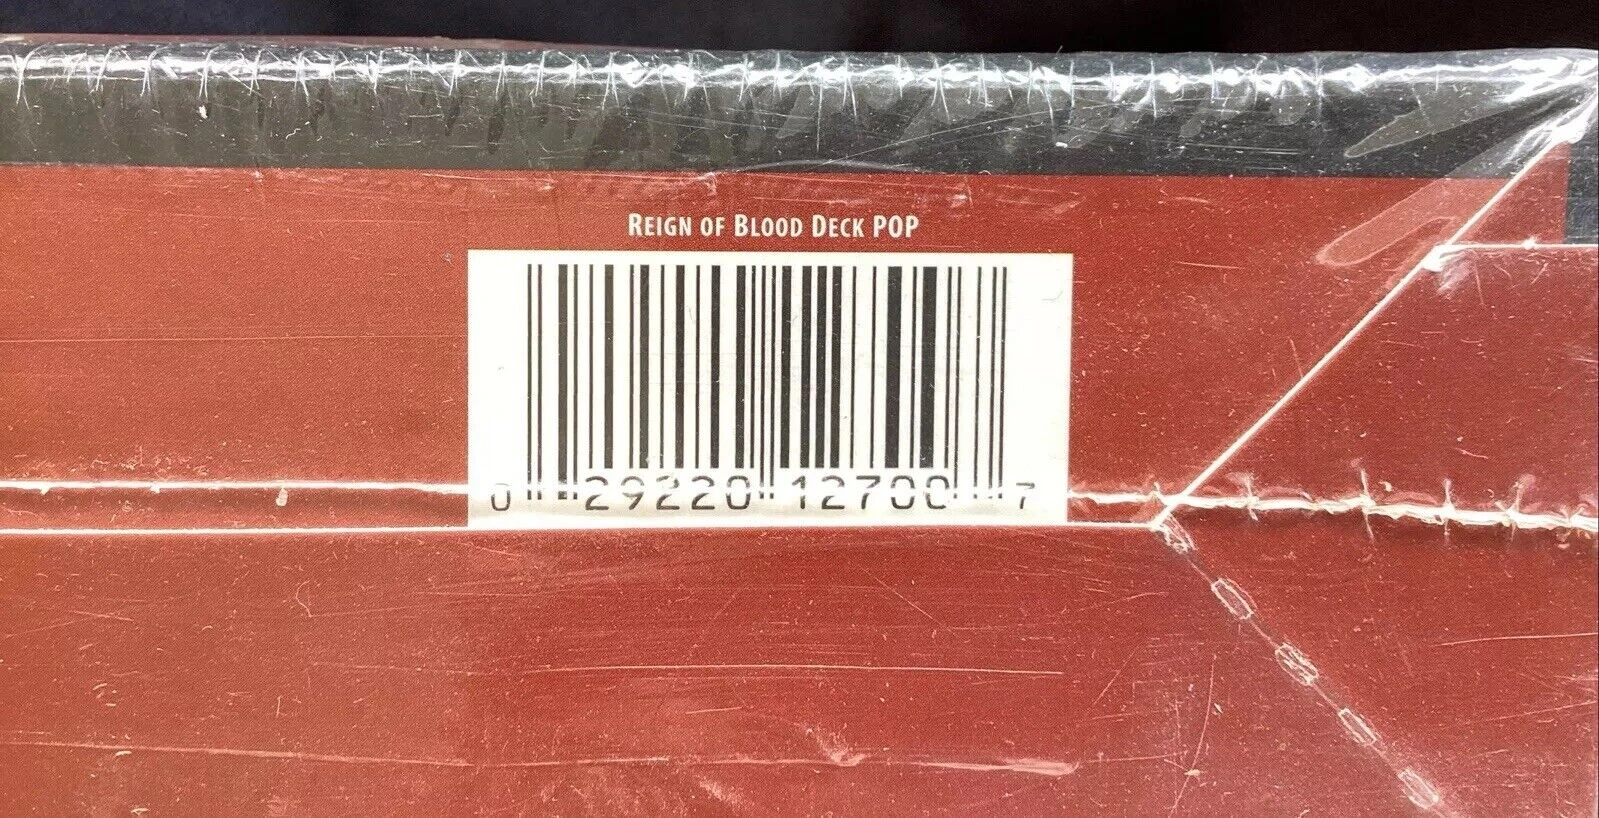 REIGN OF BLOOD DECK POP
0 29220 12700 7